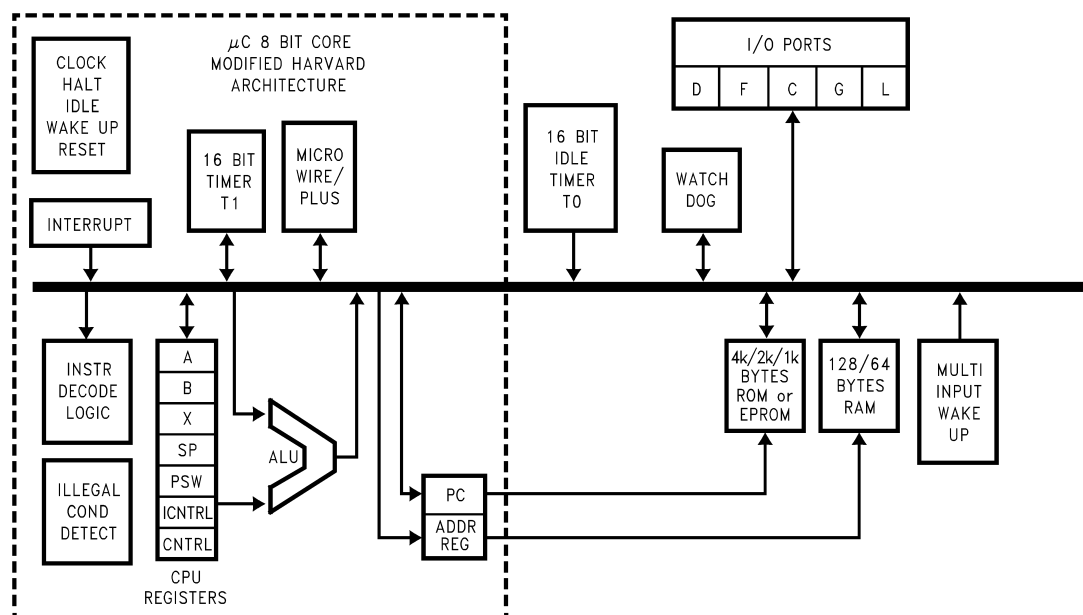 μC 8 BIT CORE
MODIFIED HARVARD
ARCHITECTURE
CLOCK
HALT
IDLE
WAKE UP
RESET
INTERRUPT
16 BIT
TIMER
T1
MICRO
WIRE/
PLUS
16 BIT
IDLE
TIMER
T0
WATCH
DOG
I/O PORTS
D F C G L
INSTR
DECODE
LOGIC
ILLEGAL
COND
DETECT
A
B
X
SP
PSW
ICNTRL
CNTRL
CPU
REGISTERS
ALU
PC
ADDR
REG
4k/2k/1k
BYTES
ROM or
EPROM
128/64
BYTES
RAM
MULTI
INPUT
WAKE
UP